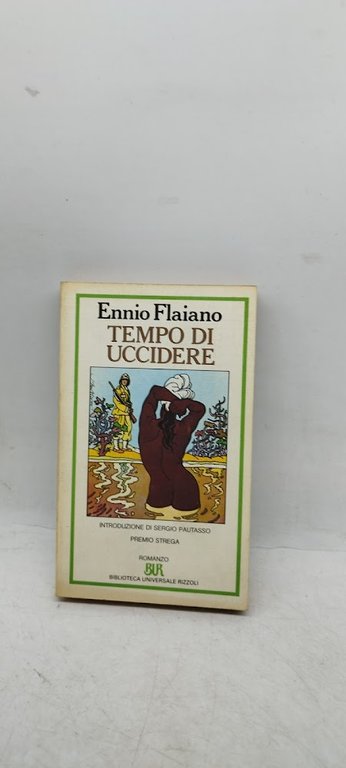 Ennio Flaiano
TEMPO DI
UCCIDERE
INTRODUZIONE DI SERGIO PAUTASSO
PREMIO STREGA
ROMANZO
BUR
BIBLIOTECA UNIVERSALE RIZZOLI